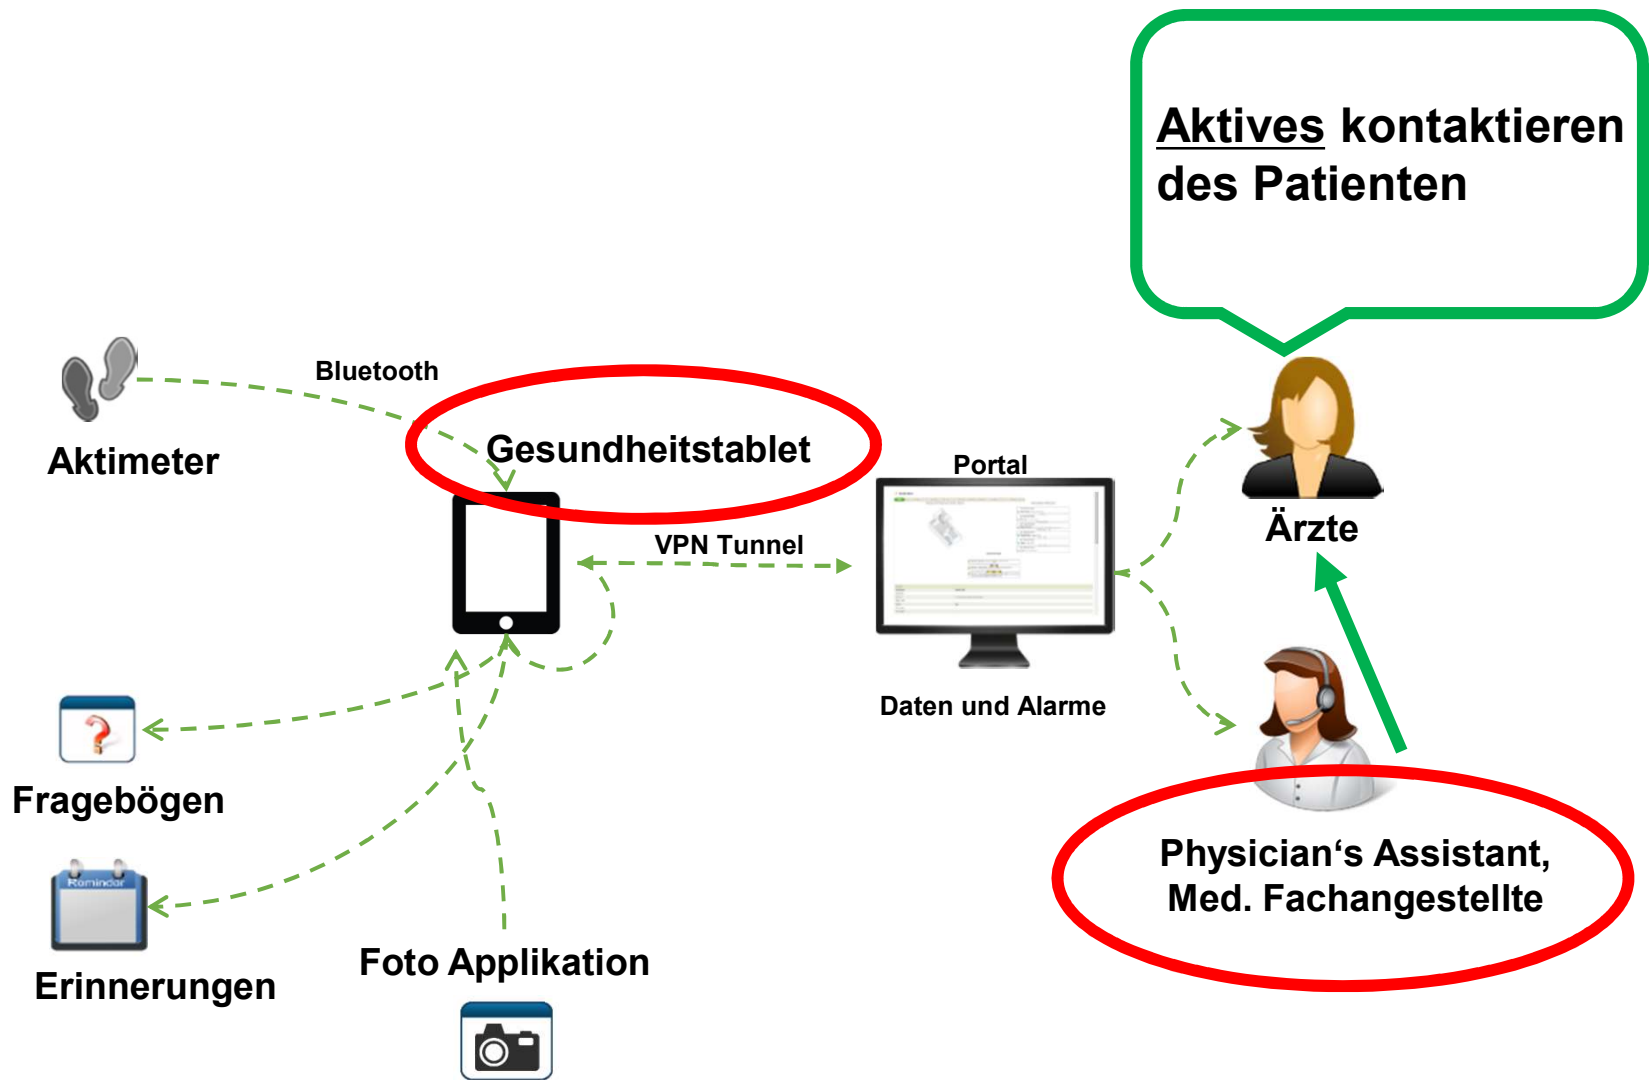 Aktives kontaktieren
des Patienten
Bluetooth
Aktimeter
Gesundheitstablet
Portal
VPN Tunnel
Ärzte
Daten und Alarme
Fragebögen
Physician‘s Assistant,
Med. Fachangestellte
Reminder
Erinnerungen
Foto Applikation